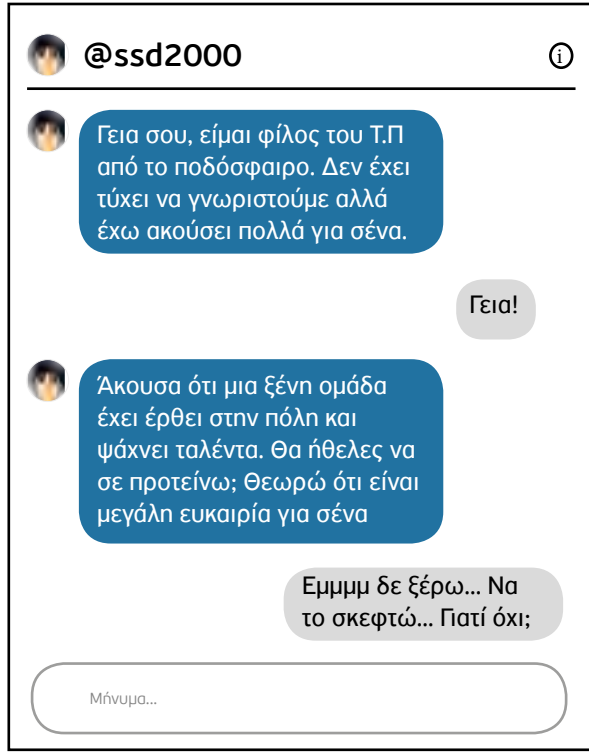 @ssd2000
i
Γεια σου, είμαι φίλος του Τ.Π
από το ποδόσφαιρο. Δεν έχει
τύχει να γνωριστούμε αλλά
έχω ακούσει πολλά για σένα.
Γεια!
Άκουσα ότι μια ξένη ομάδα
έχει έρθει στην πόλη και
ψάχνει ταλέντα. Θα ήθελες να
σε προτείνω; Θεωρώ ότι είναι
μεγάλη ευκαιρία για σένα
Εμμμμ δε ξέρω... Να
το σκεφτώ... Γιατί όχι;
Μήνυμα...